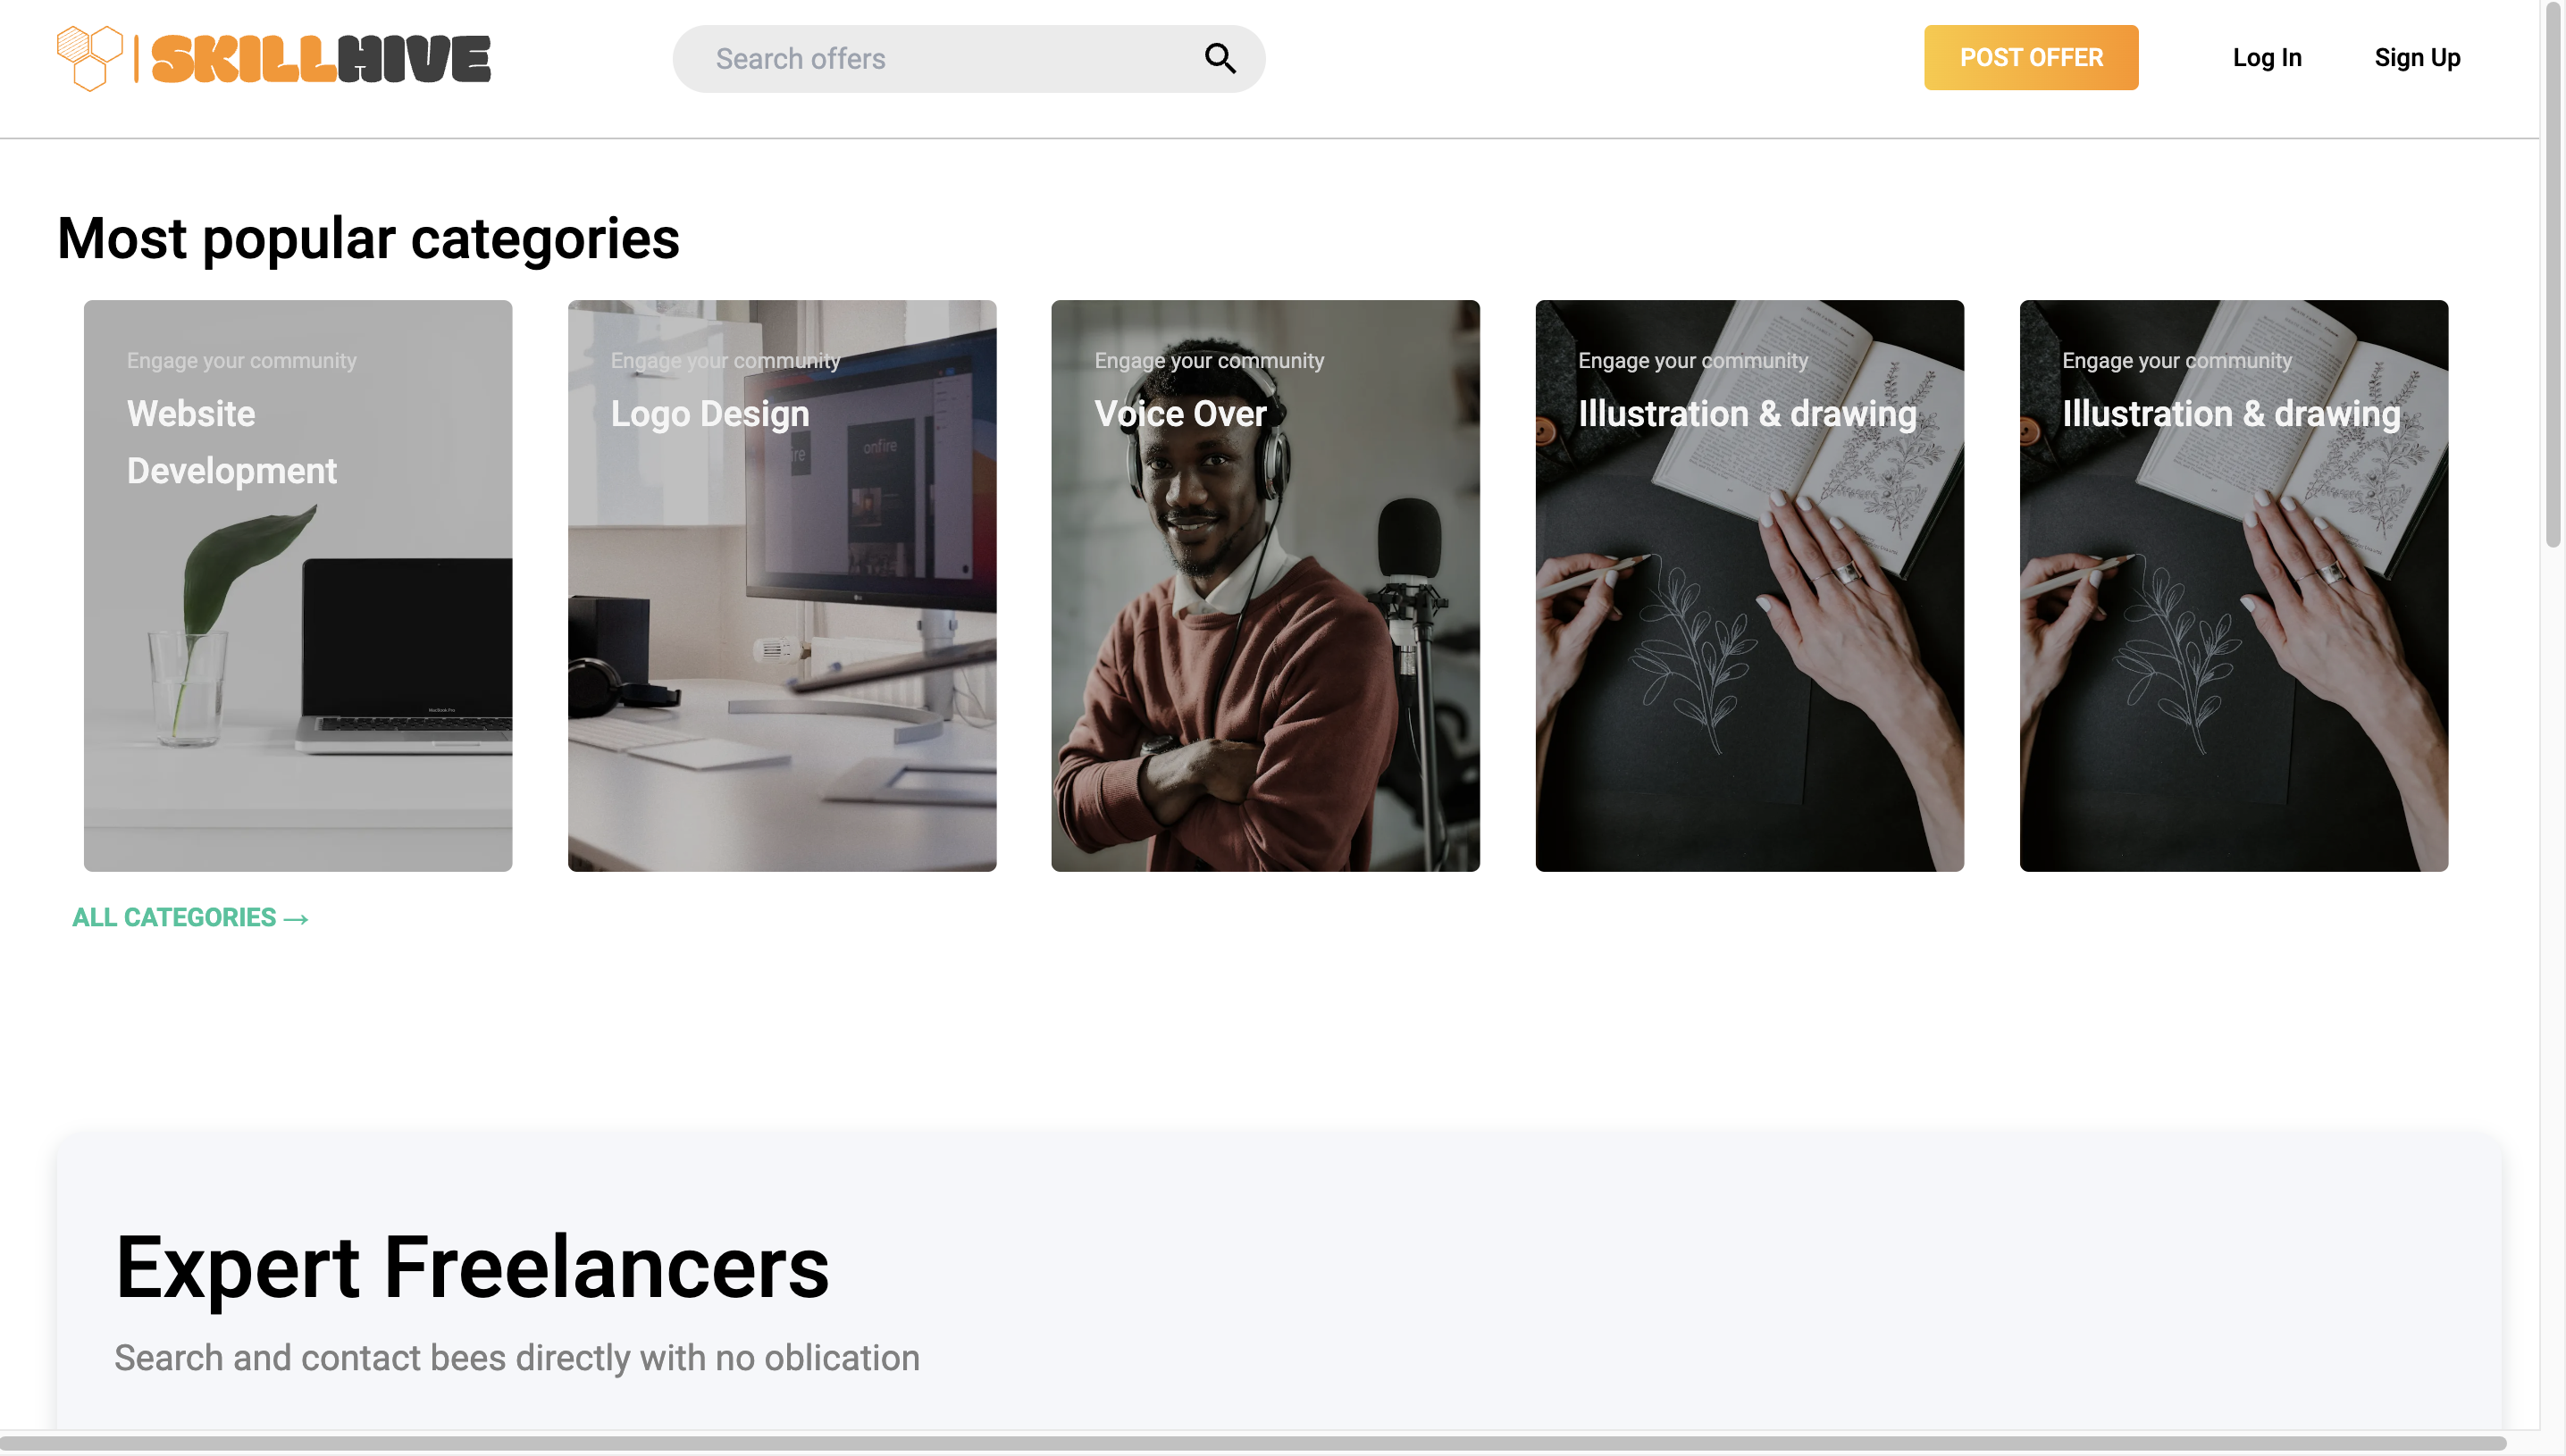 SKILLHIVE
Search offers
POST OFFER
Log In
Sign Up
Most popular categories
Engage your community
Website
Development
Engage your community
Logo Design
onfire
Engage your community
Voice Over
Engage your community
Illustration & drawing
Engage your community
Illustration & drawing
ALL CATEGORIES →
Expert Freelancers
Search and contact bees directly with no oblication